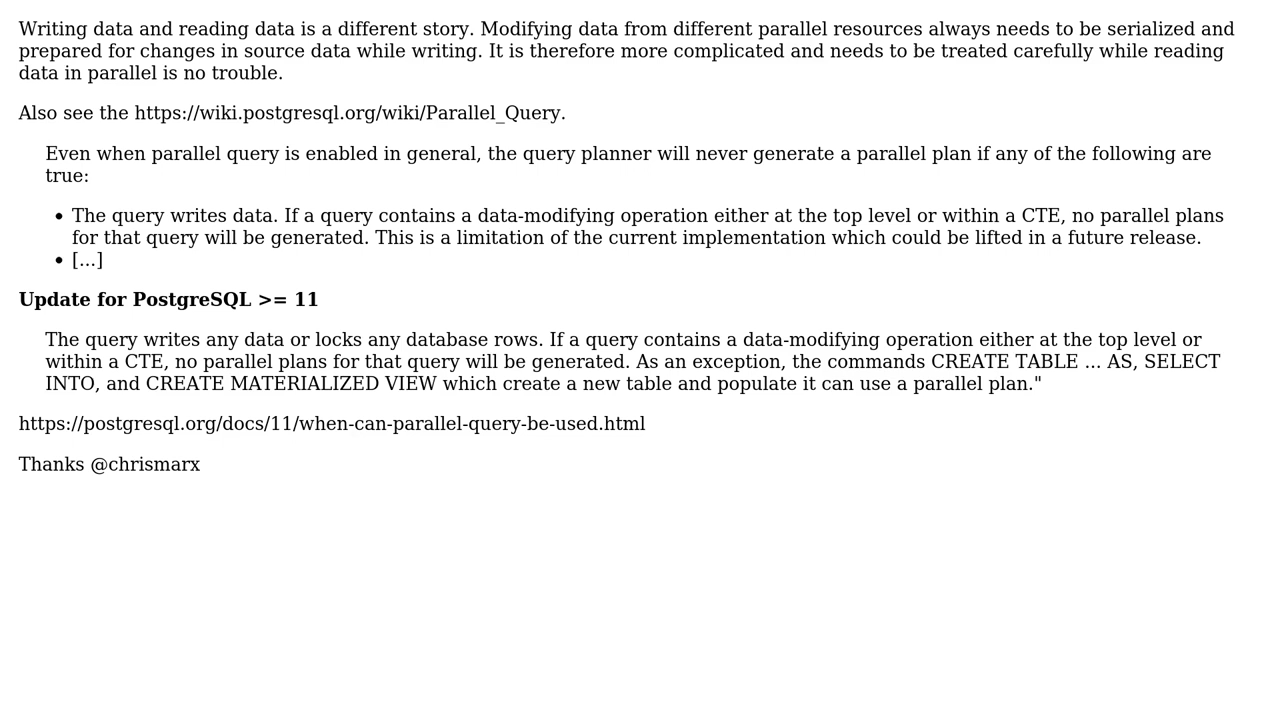 Writing data and reading data is a different story. Modifying data from different parallel resources always needs to be serialized and
prepared for changes in source data while writing. It is therefore more complicated and needs to be treated carefully while reading
data in parallel is no trouble.
Also see the https://wiki.postgresql.org/wiki/Parallel_Query.
Even when parallel query is enabled in general, the query planner will never generate a parallel plan if any of the following are
true:
• The query writes data. If a query contains a data-modifying operation either at the top level or within a CTE, no parallel plans
for that query will be generated. This is a limitation of the current implementation which could be lifted in a future release.
• [...]
Update for PostgreSQL >= 11
The query writes any data or locks any database rows. If a query contains a data-modifying operation either at the top level or
within a CTE, no parallel plans for that query will be generated. As an exception, the commands CREATE TABLE ... AS, SELECT
INTO, and CREATE MATERIALIZED VIEW which create a new table and populate it can use a parallel plan."
https://postgresql.org/docs/11/when-can-parallel-query-be-used.html
Thanks @chrismarx